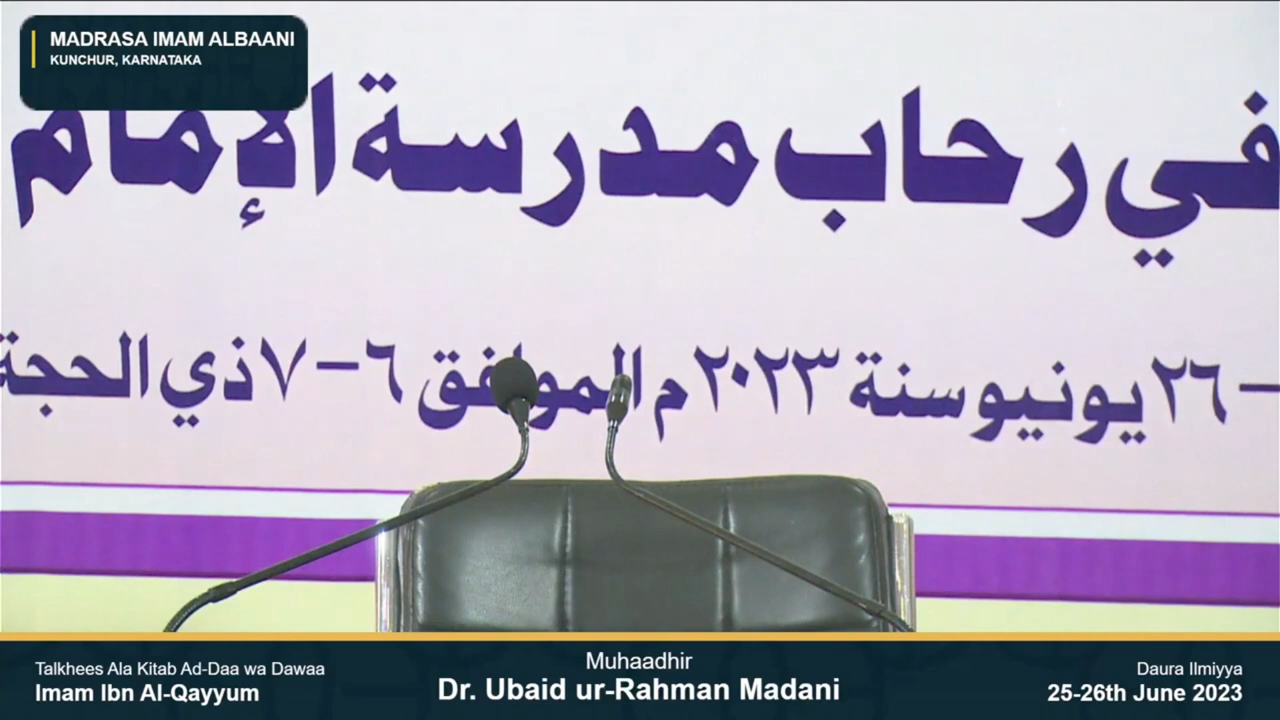 MADRASA IMAM ALBAANI
KUNCHUR, KARNATAKA
في رحاب مدرسة الإمام
-٢٦ يونيو سنة ٢٠٢٣ م الموافق ٦-٧ ذي الحجة
Talkhees Ala Kitab Ad-Daa wa Dawaa
Imam Ibn Al-Qayyum
Muhaadhir
Dr. Ubaid ur-Rahman Madani
Daura Ilmiyya
25-26th June 2023